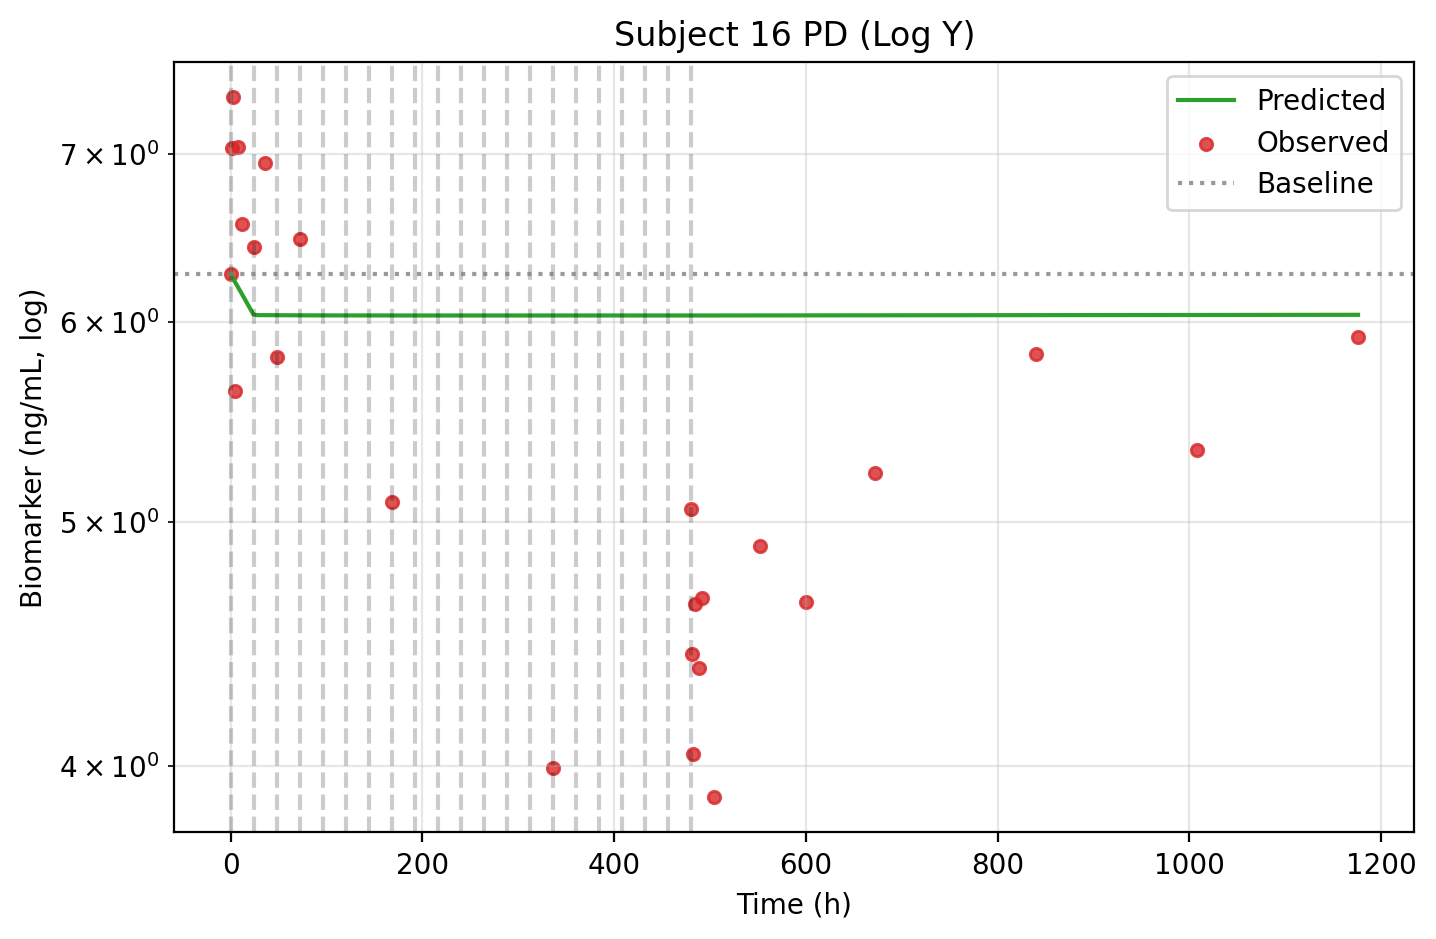 Subject 16 PD (Log Y)
Predicted
Observed
Baseline
7 × 10⁰
6 × 10⁰
5 × 10⁰
4 × 10⁰
Biomarker (ng/mL, log)
0 200 400 600 800 1000 1200
Time (h)